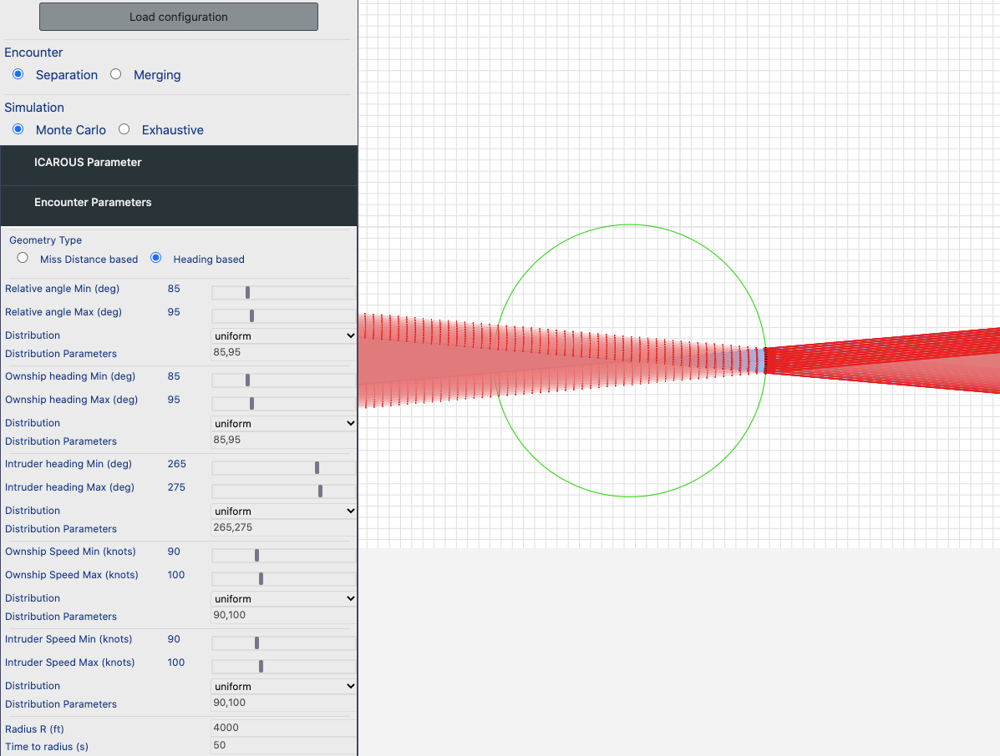 Load configuration
Encounter
Separation Merging
Simulation
Monte Carlo Exhaustive
ICAROUS Parameter
Encounter Parameters
Geometry Type
Miss Distance based Heading based
Relative angle Min (deg) 85
Relative angle Max (deg) 95
Distribution uniform
Distribution Parameters 85,95
Ownship heading Min (deg) 85
Ownship heading Max (deg) 95
Distribution uniform
Distribution Parameters 85,95
Intruder heading Min (deg) 265
Intruder heading Max (deg) 275
Distribution uniform
Distribution Parameters 265,275
Ownship Speed Min (knots) 90
Ownship Speed Max (knots) 100
Distribution uniform
Distribution Parameters 90,100
Intruder Speed Min (knots) 90
Intruder Speed Max (knots) 100
Distribution uniform
Distribution Parameters 90,100
Radius R (ft) 4000
Time to radius (s) 50